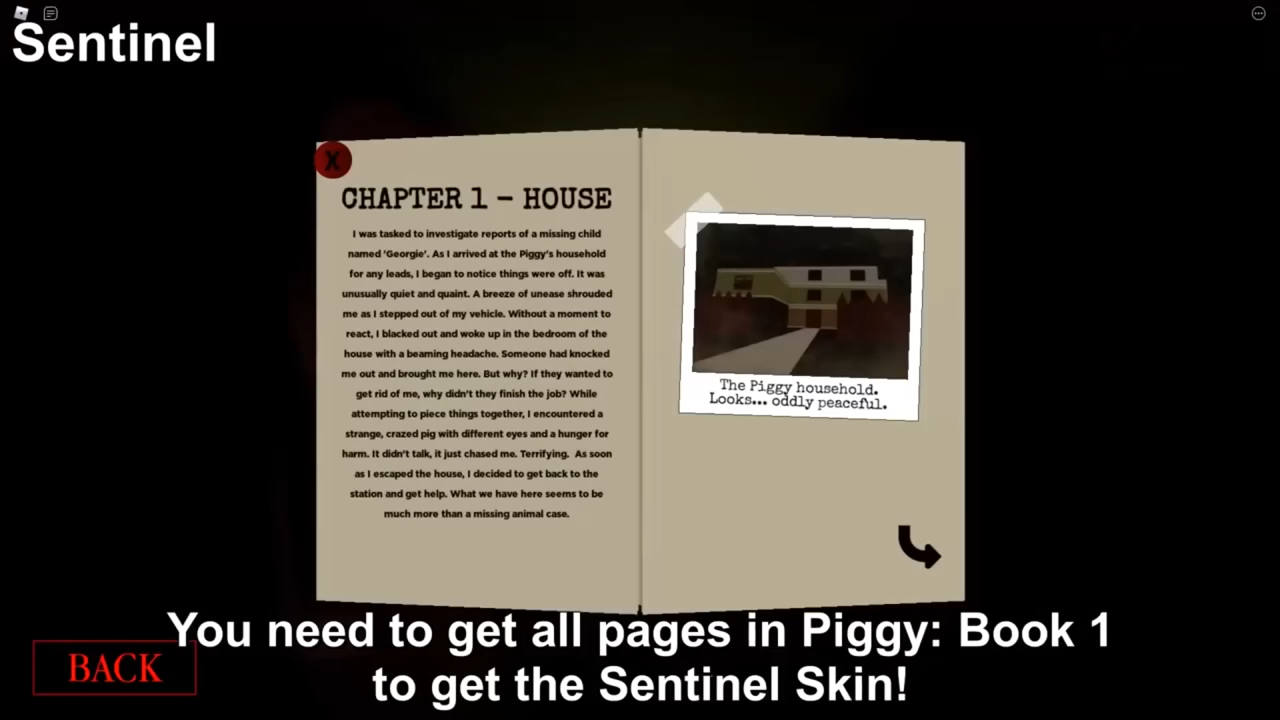 Sentinel
X
CHAPTER 1 - HOUSE
I was tasked to investigate reports of a missing child
named 'Georgie'. As I arrived at the Piggy's household
for any leads, I began to notice things were off. It was
unusually quiet and quaint. A breeze of unease shrouded
me as I stepped out of my vehicle. Without a moment to
react, I blacked out and woke up in the bedroom of the
house with a beaming headache. Someone had knocked
me out and brought me here. But why? If they wanted to
get rid of me, why didn't they finish the job? While
attempting to piece things together, I encountered a
strange, crazed pig with different eyes and a hunger for
harm. It didn't talk, it just chased me. Terrifying.  As soon
as I escaped the house, I decided to get back to the
station and get help. What we have here seems to be
much more than a missing animal case.
The Piggy household.
Looks... oddly peaceful.
You need to get all pages in Piggy: Book 1
to get the Sentinel Skin!
BACK